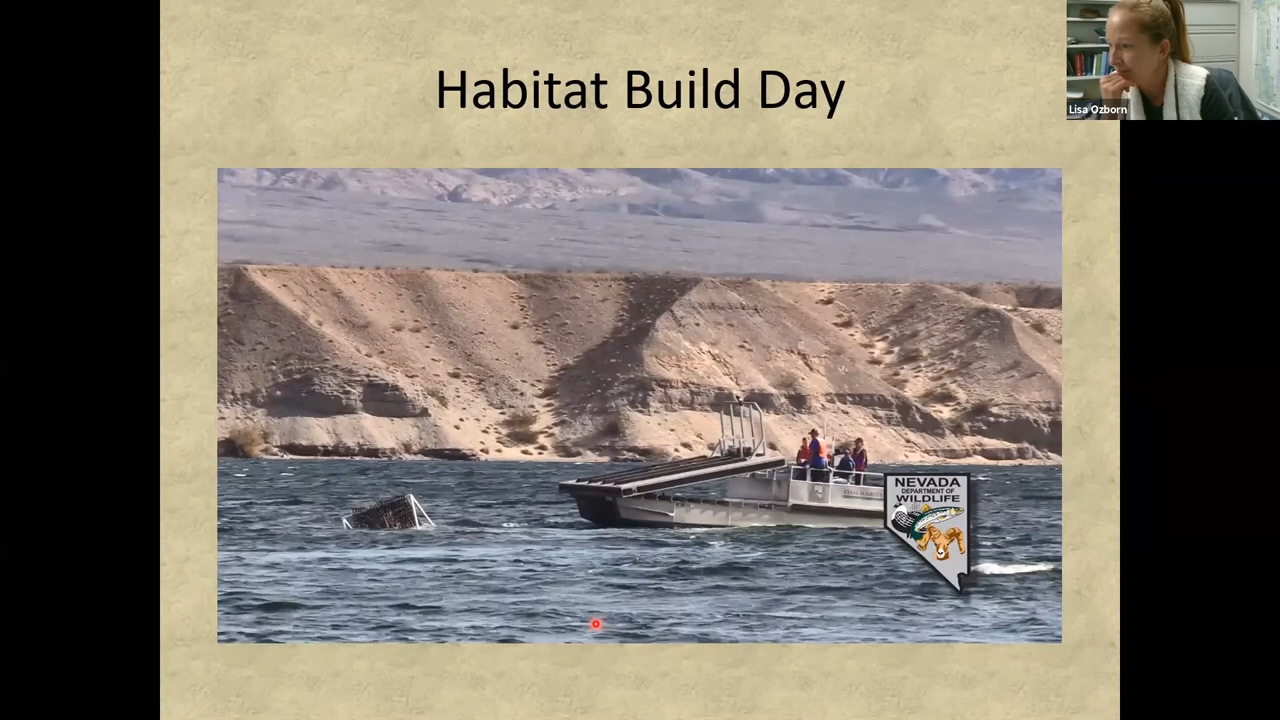 Habitat Build Day
Lisa Ozborn
NEVADA
DEPARTMENT OF
WILDLIFE